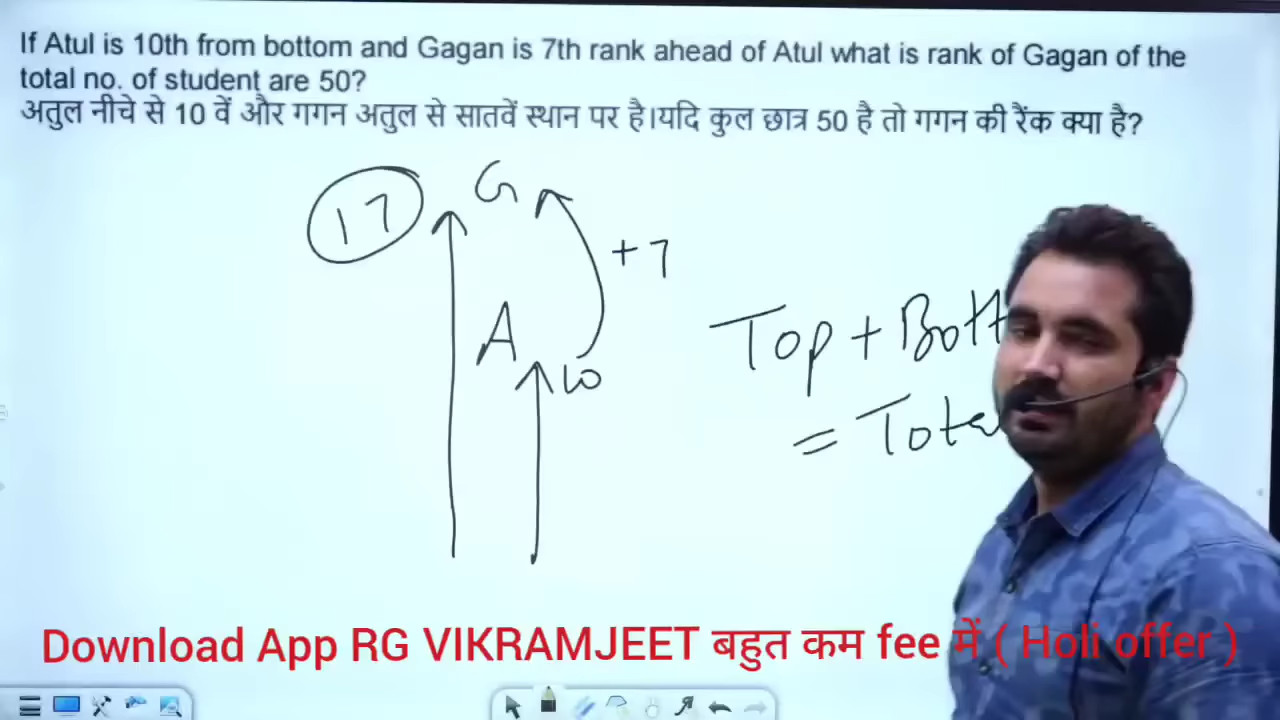 If Atul is 10th from bottom and Gagan is 7th rank ahead of Atul what is rank of Gagan of the
total no. of student are 50?
अतुल नीचे से 10 वें और गगन अतुल से सातवें स्थान पर है।यदि कुल छात्र 50 है तो गगन की रैंक क्या है?
17 G
+7
A
10
Top + Bott
= Tota
Download App RG VIKRAMJEET बहुत कम fee में ( Holi offer )